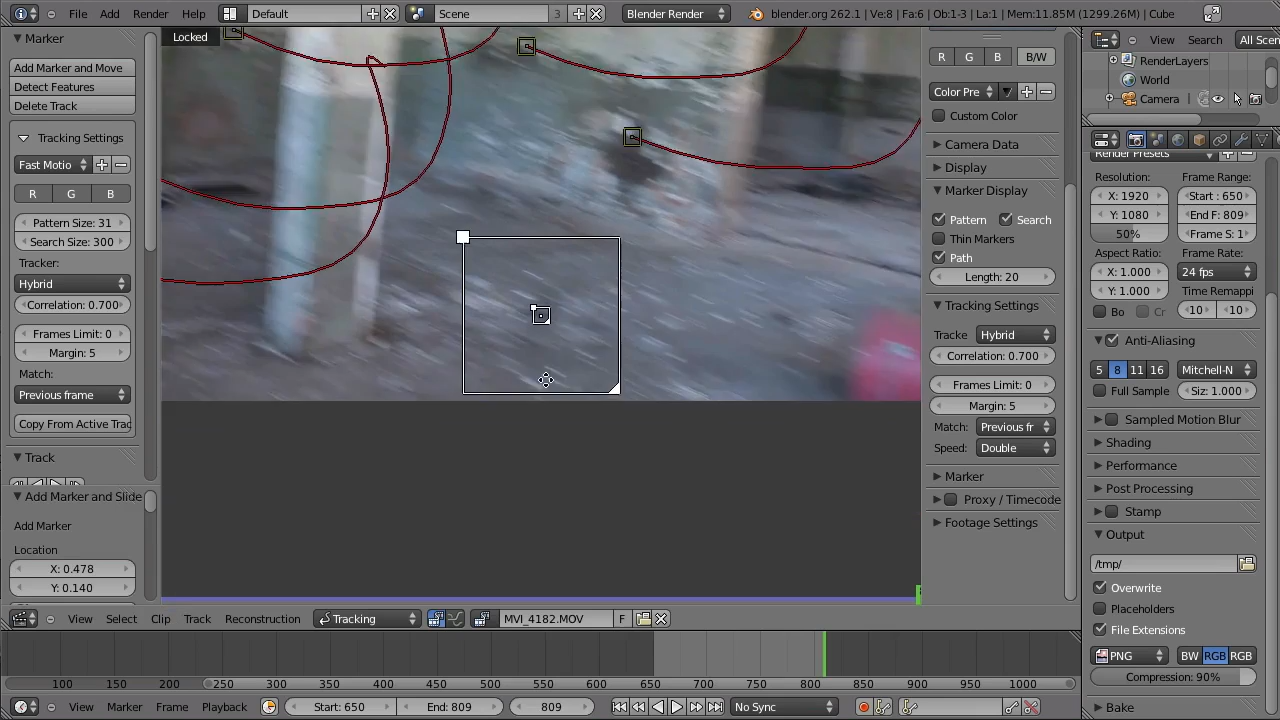 File Add Render Help Default Scene 3 Blender Render blender.org 262.1 | Ve:8 | Fa:6 | Ob:1-3 | La:1 | Mem:11.85M (1299.26M) | Cube
Marker
Add Marker and Move
Detect Features
Delete Track
Tracking Settings
Fast Motio
R G B
Pattern Size: 31
Search Size: 300
Tracker:
Hybrid
Correlation: 0.700
Frames Limit: 0
Margin: 5
Match:
Previous frame
Copy From Active Trac
Track
Add Marker and Slide
Add Marker
Location
X: 0.478
Y: 0.140
Locked
R G B B/W
Color Pre
Custom Color
Camera Data
Display
Marker Display
Pattern Search
Thin Markers
Path
Length: 20
Tracking Settings
Tracke Hybrid
Correlation: 0.700
Frames Limit: 0
Margin: 5
Match: Previous fr
Speed: Double
Marker
Proxy / Timecode
Footage Settings
View Search All Scen
RenderLayers
World
Camera
Render Presets
Resolution: Frame Range:
X: 1920 Start : 650
Y: 1080 End F: 809
50% Frame S: 1
Aspect Ratio: Frame Rate:
X: 1.000 24 fps
Y: 1.000 Time Remappi
Bo Cr 10 10
Anti-Aliasing
5 8 11 16 Mitchell-N
Full Sample Siz: 1.000
Sampled Motion Blur
Shading
Performance
Post Processing
Stamp
Output
/tmp/
Overwrite
Placeholders
File Extensions
PNG BW RGB RGB
Compression: 90%
Bake
View Select Clip Track Reconstruction Tracking MVI_4182.MOV F
100 150 200 250 300 350 400 450 500 550 600 650 700 750 800 850 900 950 1000
View Marker Frame Playback Start: 650 End: 809 809 No Sync